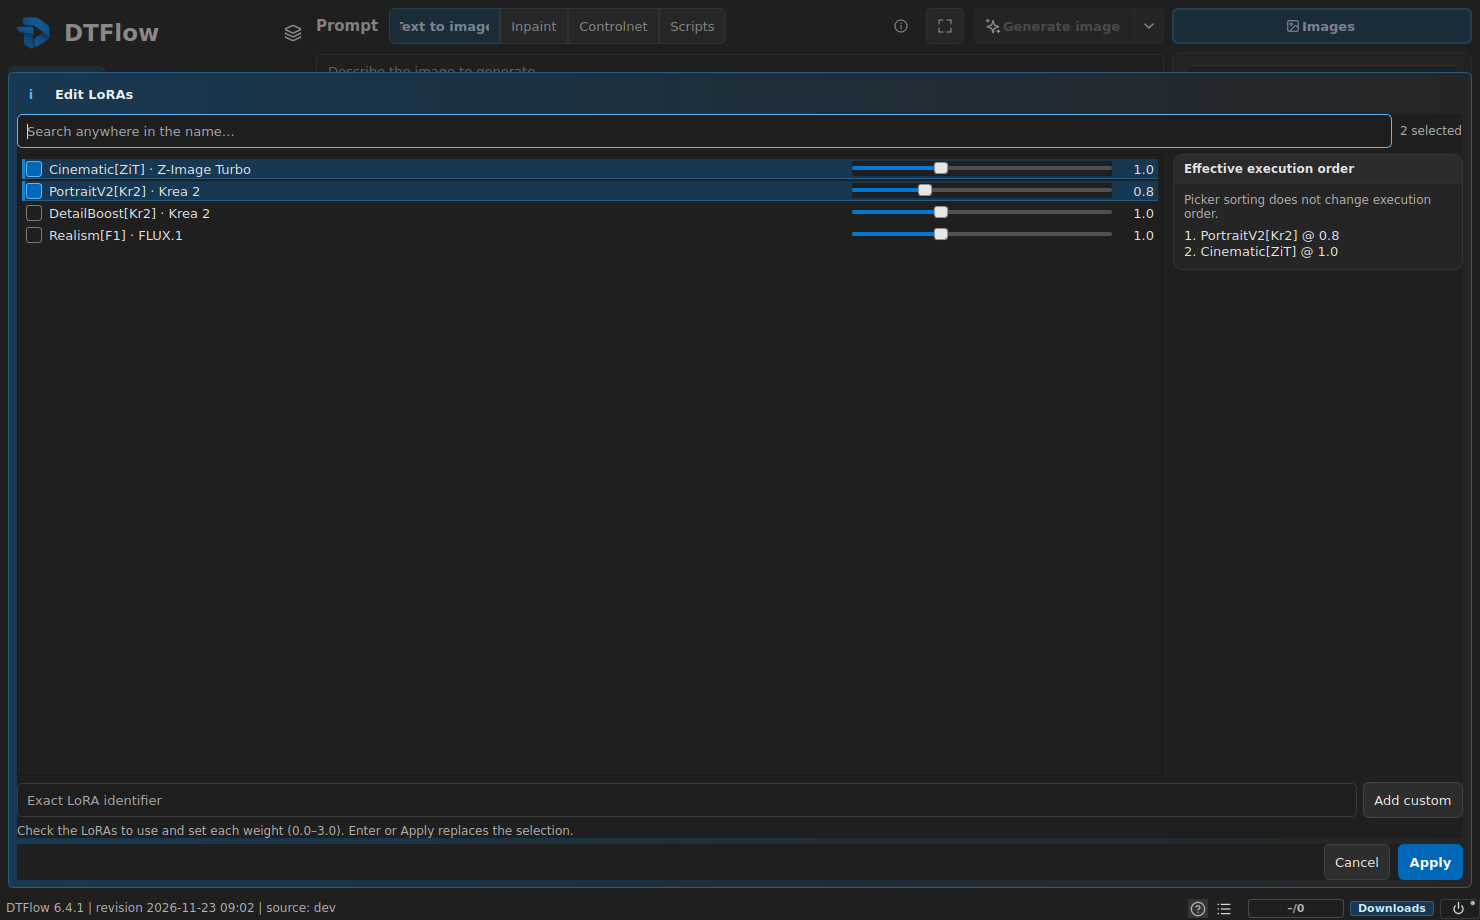 DTFlow
Prompt
Text to image
Inpaint
Controlnet
Scripts
Generate image
Images
Describe the image to generate
Edit LoRAs
Search anywhere in the name...
2 selected
Cinematic[ZiT] · Z-Image Turbo
1.0
PortraitV2[Kr2] · Krea 2
0.8
DetailBoost[Kr2] · Krea 2
1.0
Realism[F1] · FLUX.1
1.0
Effective execution order
Picker sorting does not change execution
order.
1. PortraitV2[Kr2] @ 0.8
2. Cinematic[ZiT] @ 1.0
Exact LoRA identifier
Add custom
Check the LoRAs to use and set each weight (0.0–3.0). Enter or Apply replaces the selection.
Cancel
Apply
DTFlow 6.4.1 | revision 2026-11-23 09:02 | source: dev
-/0
Downloads